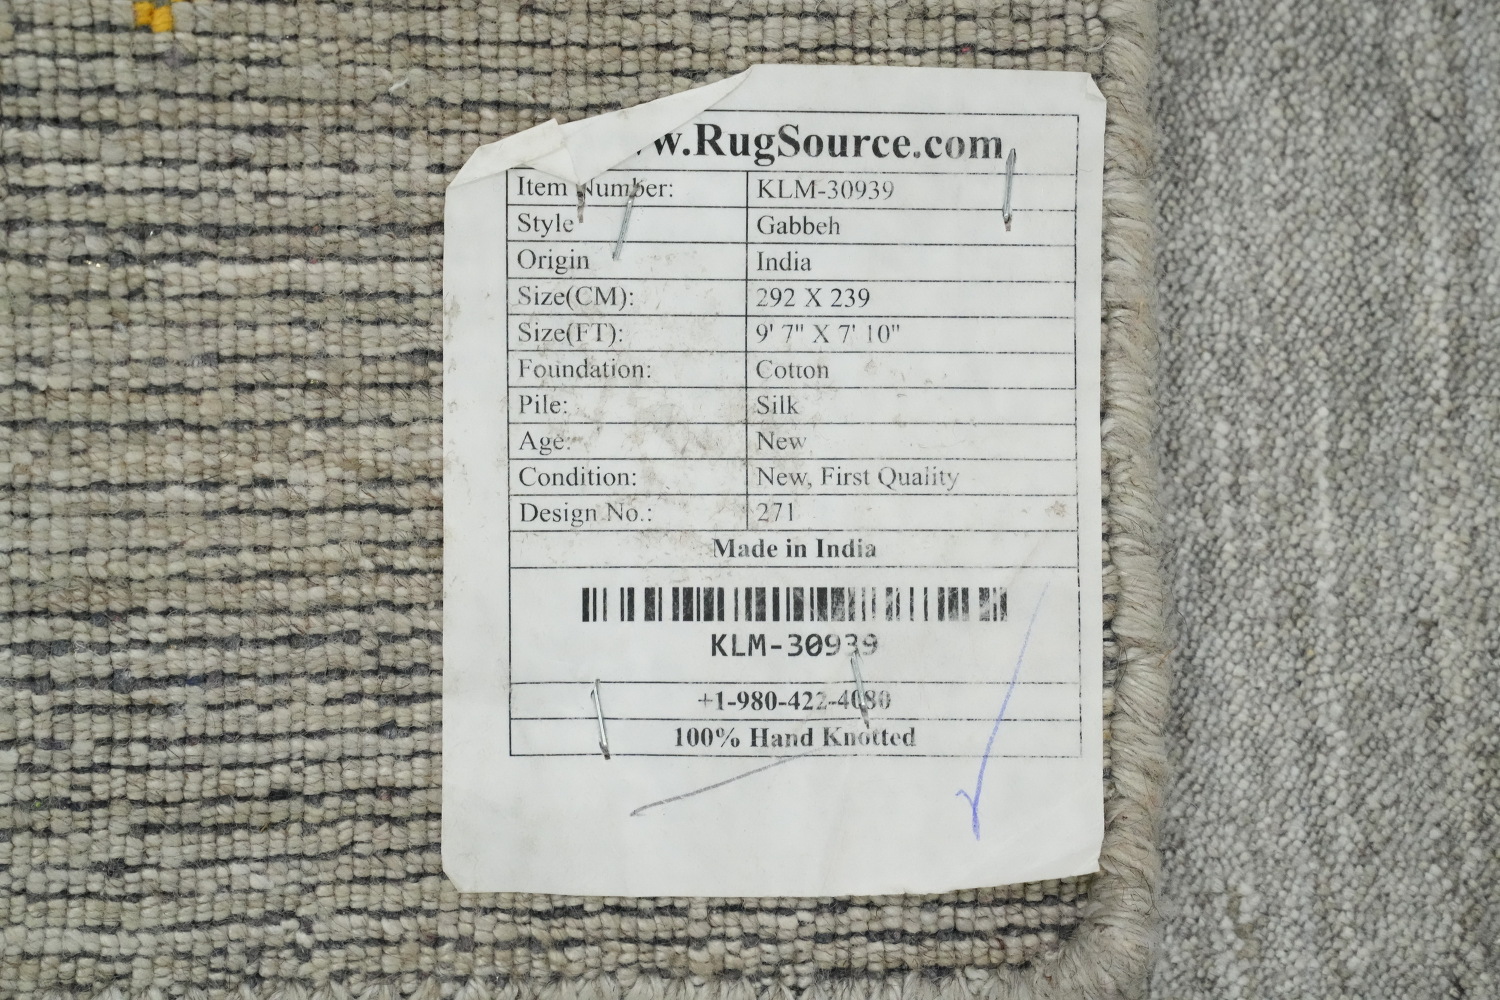 w.RugSource.com
Item Number: KLM-30939
Style Gabbeh
Origin India
Size(CM): 292 X 239
Size(FT): 9' 7" X 7' 10"
Foundation: Cotton
Pile: Silk
Age: New
Condition: New, First Quality
Design No.: 271
Made in India
KLM-30939
+1-980-422-4080
100% Hand Knotted